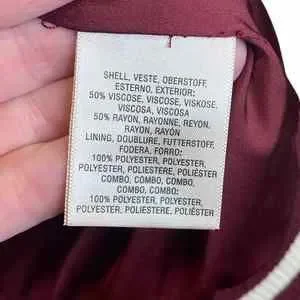 SHELL, VESTE, OBERSTOFF,
ESTERNO, EXTERIOR:
50% VISCOSE, VISCOSE, VISKOSE,
VISCOSA, VISCOSA
50% RAYON, RAYONNE, REYON,
RAYON, RAYÓN
LINING, DOUBLURE, FUTTERSTOFF,
FODERA, FORRO:
100% POLYESTER, POLYESTER,
POLYESTER, POLIESTERE, POLIÉSTER
COMBO, COMBO, COMBO,
COMBO, COMBO:
100% POLYESTER, POLYESTER,
POLYESTER, POLIESTERE, POLIÉSTER